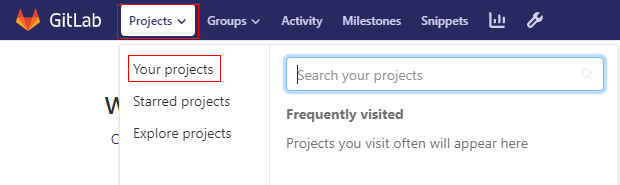 GitLab Projects Groups Activity Milestones Snippets
Your projects
Search your projects
Starred projects
Frequently visited
Explore projects
Projects you visit often will appear here